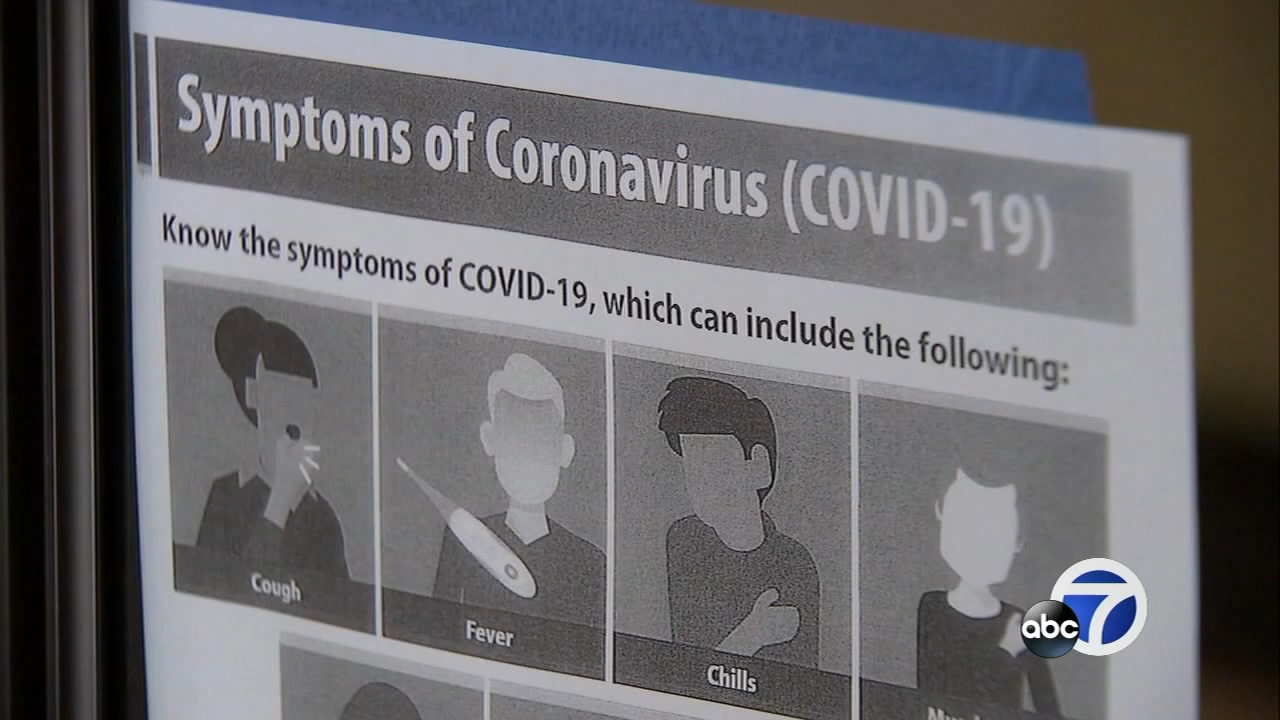 Symptoms of Coronavirus (COVID-19)
Know the symptoms of COVID-19, which can include the following:
Cough
Fever
Chills
abc 7